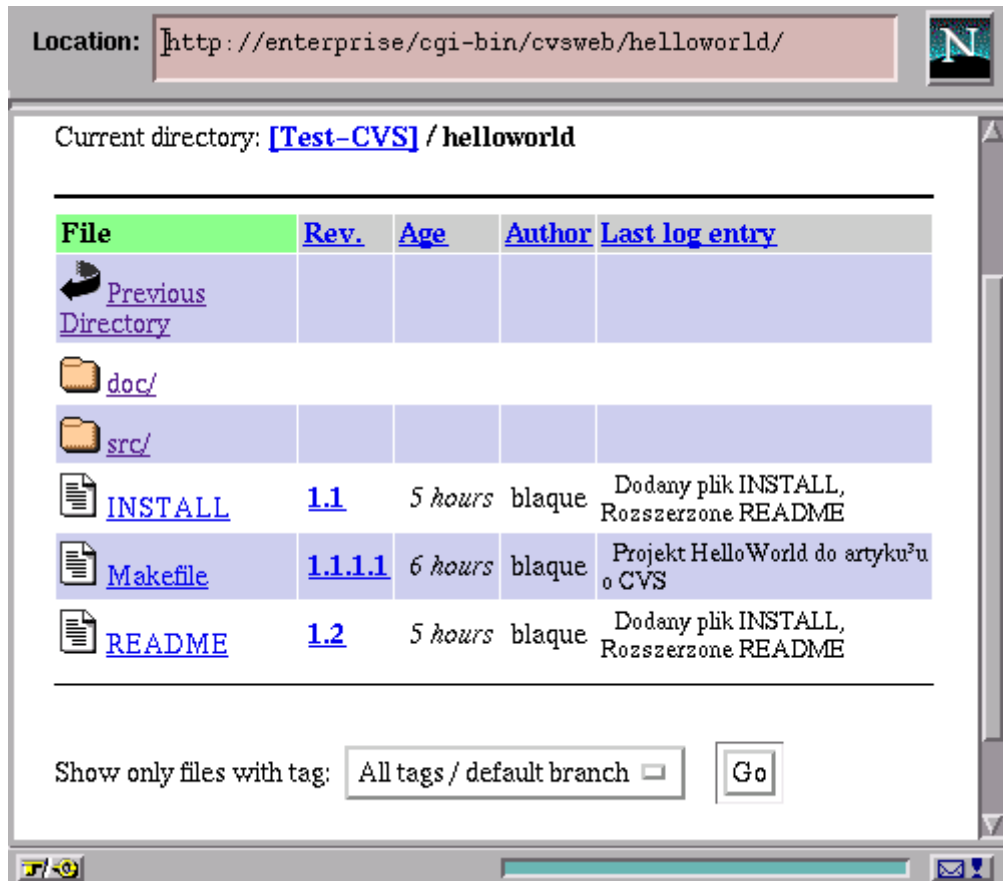 Location: http://enterprise/cgi-bin/cvsweb/helloworld/
N
Current directory: [Test-CVS] / helloworld
File Rev. Age Author Last log entry
Previous
Directory
doc/
src/
INSTALL 1.1 5 hours blaque Dodany plik INSTALL,
Rozszerzone README
Makefile 1.1.1.1 6 hours blaque Projekt HelloWorld do artyku³u
o CVS
README 1.2 5 hours blaque Dodany plik INSTALL,
Rozszerzone README
Show only files with tag: All tags / default branch Go